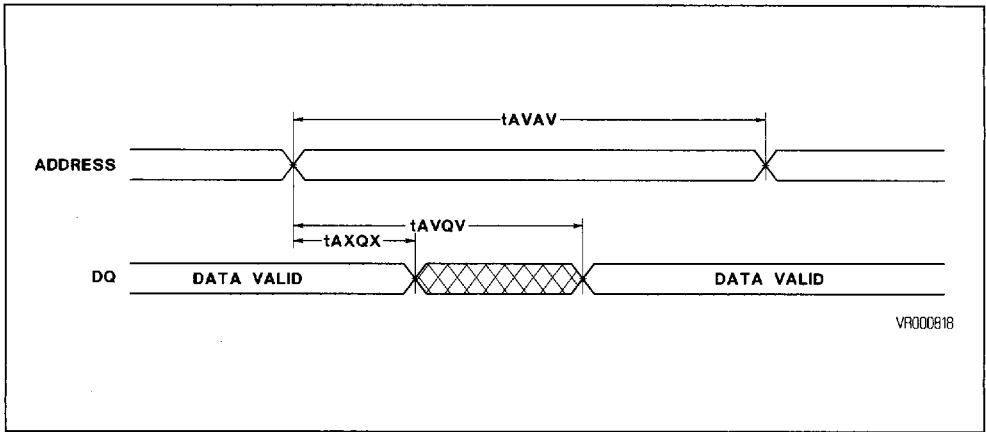 tAVAV
ADDRESS
tAVQV
tAXQX
DQ DATA VALID DATA VALID
VR000818